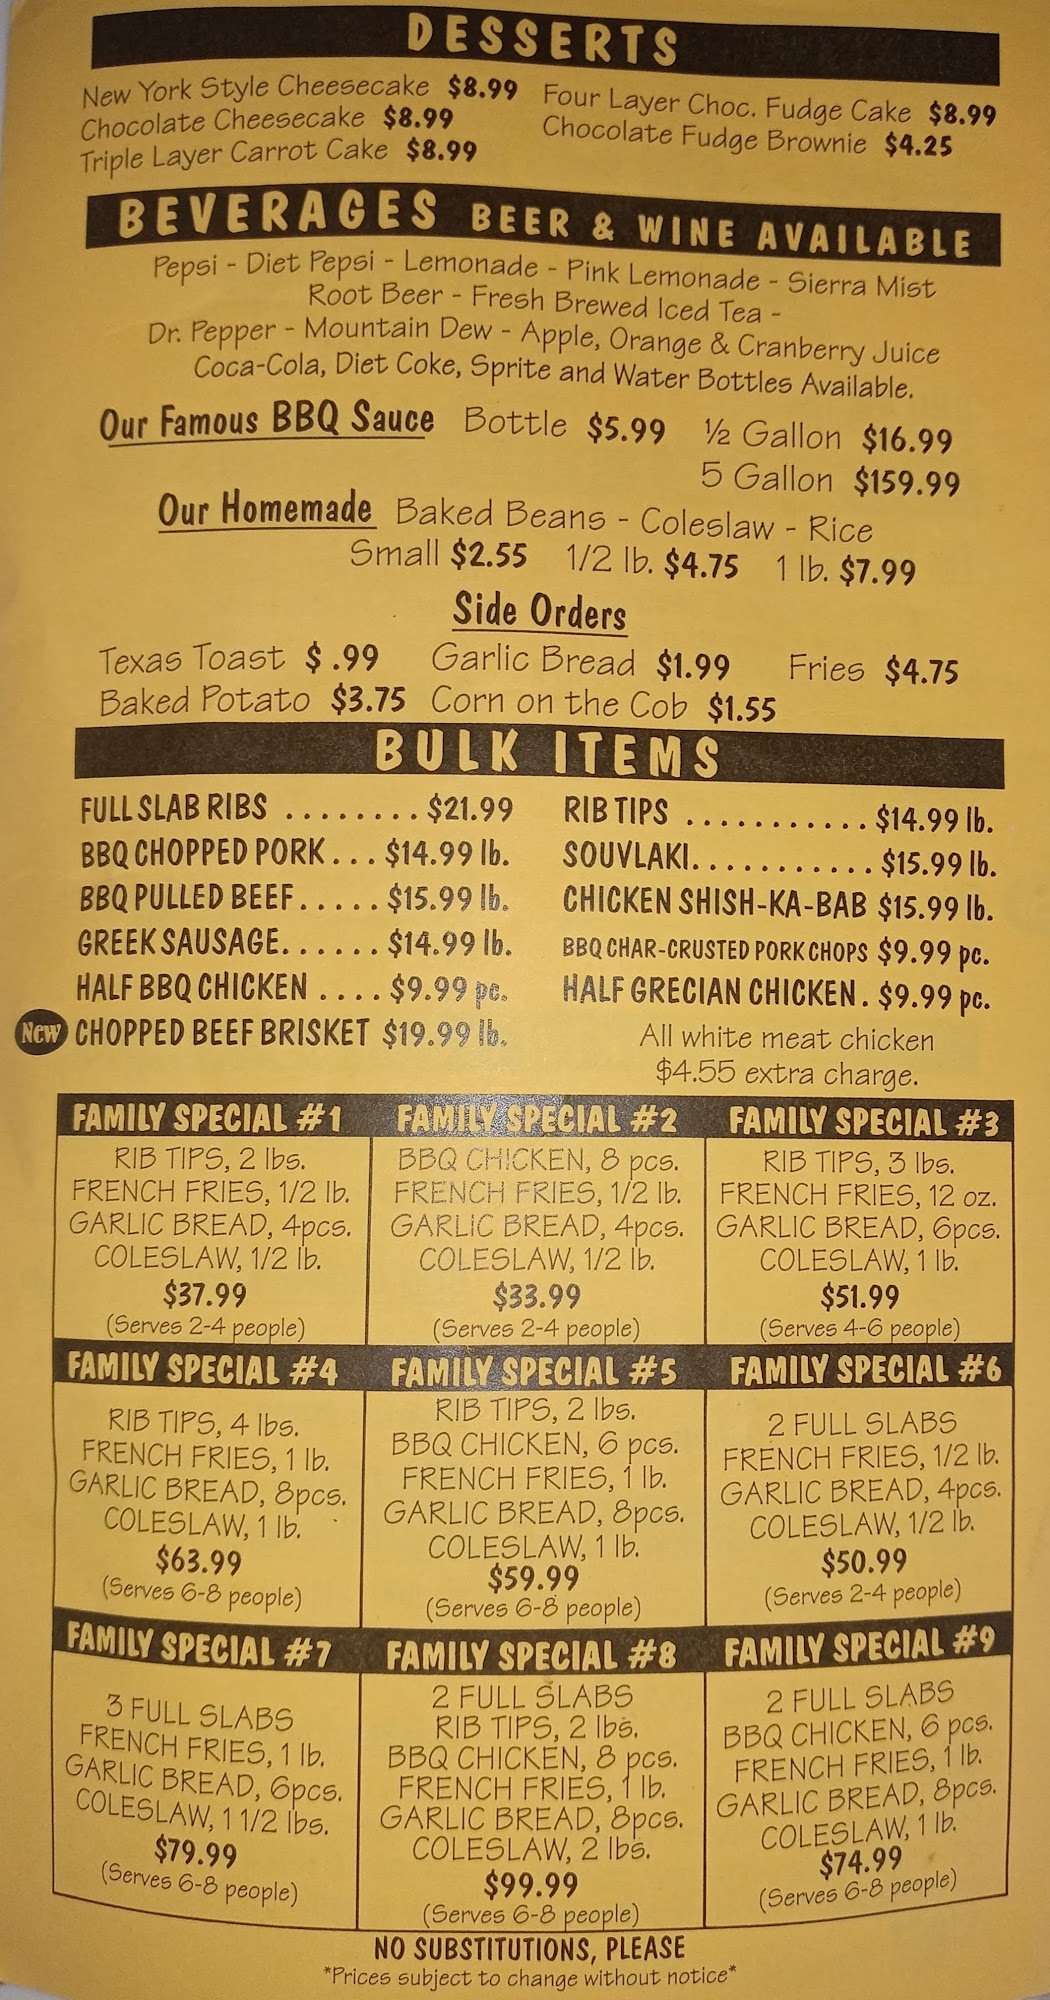 DESSERTS
New York Style Cheesecake $8.99
Chocolate Cheesecake $8.99
Triple Layer Carrot Cake $8.99
Four Layer Choc. Fudge Cake $8.99
Chocolate Fudge Brownie $4.25
BEVERAGES BEER & WINE AVAILABLE
Pepsi - Diet Pepsi - Lemonade - Pink Lemonade - Sierra Mist
Root Beer - Fresh Brewed Iced Tea -
Dr. Pepper - Mountain Dew - Apple, Orange & Cranberry Juice
Coca-Cola, Diet Coke, Sprite and Water Bottles Available.
Our Famous BBQ Sauce Bottle $5.99 ½ Gallon $16.99
5 Gallon $159.99
Our Homemade Baked Beans - Coleslaw - Rice
Small $2.55 1/2 lb. $4.75 1 lb. $7.99
Side Orders
Texas Toast $ .99 Garlic Bread $1.99 Fries $4.75
Baked Potato $3.75 Corn on the Cob $1.55
BULK ITEMS
FULL SLAB RIBS ........ $21.99
BBQ CHOPPED PORK... $14.99 lb.
BBQ PULLED BEEF..... $15.99 lb.
GREEK SAUSAGE...... $14.99 lb.
HALF BBQ CHICKEN .... $9.99 pc.
New CHOPPED BEEF BRISKET $19.99 lb.
RIB TIPS ........... $14.99 lb.
SOUVLAKI........... $15.99 lb.
CHICKEN SHISH-KA-BAB $15.99 lb.
BBQ CHAR-CRUSTED PORK CHOPS $9.99 pc.
HALF GRECIAN CHICKEN. $9.99 pc.
All white meat chicken
$4.55 extra charge.
FAMILY SPECIAL #1
RIB TIPS, 2 lbs.
FRENCH FRIES, 1/2 lb.
GARLIC BREAD, 4pcs.
COLESLAW, 1/2 lb.
$37.99
(Serves 2-4 people)
FAMILY SPECIAL #2
BBQ CHICKEN, 8 pcs.
FRENCH FRIES, 1/2 lb.
GARLIC BREAD, 4pcs.
COLESLAW, 1/2 lb.
$33.99
(Serves 2-4 people)
FAMILY SPECIAL #3
RIB TIPS, 3 lbs.
FRENCH FRIES, 12 oz.
GARLIC BREAD, 6pcs.
COLESLAW, 1 lb.
$51.99
(Serves 4-6 people)
FAMILY SPECIAL #4
RIB TIPS, 4 lbs.
FRENCH FRIES, 1 lb.
GARLIC BREAD, 8pcs.
COLESLAW, 1 lb.
$63.99
(Serves 6-8 people)
FAMILY SPECIAL #5
RIB TIPS, 2 lbs.
BBQ CHICKEN, 6 pcs.
FRENCH FRIES, 1 lb.
GARLIC BREAD, 8pcs.
COLESLAW, 1 lb.
$59.99
(Serves 6-8 people)
FAMILY SPECIAL #6
2 FULL SLABS
FRENCH FRIES, 1/2 lb.
GARLIC BREAD, 4pcs.
COLESLAW, 1/2 lb.
$50.99
(Serves 2-4 people)
FAMILY SPECIAL #7
3 FULL SLABS
FRENCH FRIES, 1 lb.
GARLIC BREAD, 6pcs.
COLESLAW, 1 1/2 lbs.
$79.99
(Serves 6-8 people)
FAMILY SPECIAL #8
2 FULL SLABS
RIB TIPS, 2 lbs.
BBQ CHICKEN, 8 pcs.
FRENCH FRIES, 1 lb.
GARLIC BREAD, 8pcs.
COLESLAW, 2 lbs.
$99.99
(Serves 6-8 people)
FAMILY SPECIAL #9
2 FULL SLABS
BBQ CHICKEN, 6 pcs.
FRENCH FRIES, 1 lb.
GARLIC BREAD, 8pcs.
COLESLAW, 1 lb.
$74.99
(Serves 6-8 people)
NO SUBSTITUTIONS, PLEASE
*Prices subject to change without notice*